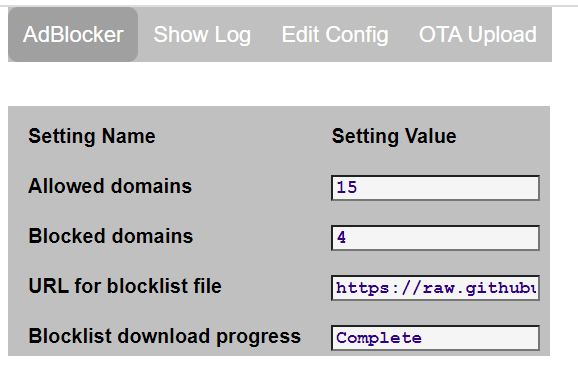 AdBlocker Show Log Edit Config OTA Upload
Setting Name Setting Value
Allowed domains 15
Blocked domains 4
URL for blocklist file https://raw.githubu
Blocklist download progress Complete